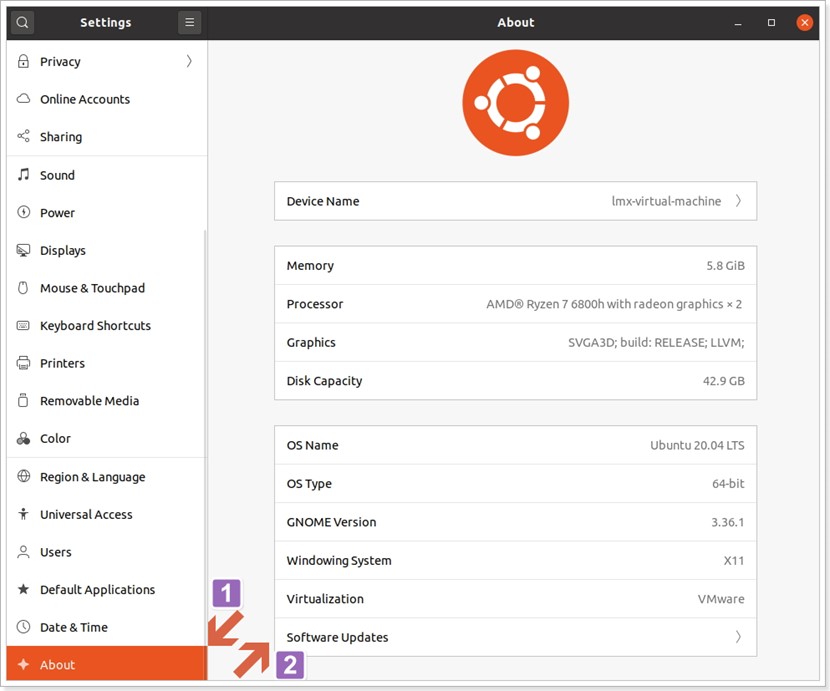 Settings
About
Privacy
Online Accounts
Sharing
Sound
Power
Displays
Mouse & Touchpad
Keyboard Shortcuts
Printers
Removable Media
Color
Region & Language
Universal Access
Users
Default Applications
Date & Time
About
Device Name lmx-virtual-machine
Memory 5.8 GiB
Processor AMD® Ryzen 7 6800h with radeon graphics × 2
Graphics SVGA3D; build: RELEASE; LLVM;
Disk Capacity 42.9 GB
OS Name Ubuntu 20.04 LTS
OS Type 64-bit
GNOME Version 3.36.1
Windowing System X11
Virtualization VMware
Software Updates
1
2